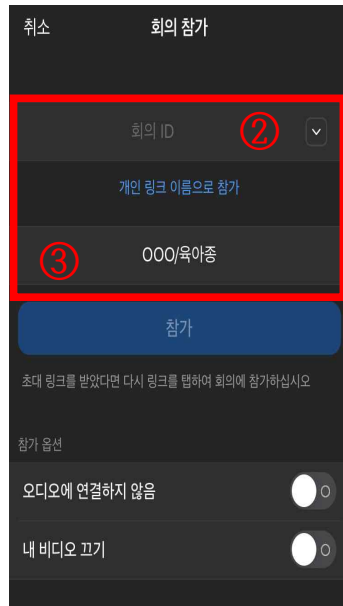 취소 회의 참가
회의 ID ②
개인 링크 이름으로 참가
③ OOO/육아종
참가
초대 링크를 받았다면 다시 링크를 탭하여 회의에 참가하십시오
참가 옵션
오디오에 연결하지 않음
내 비디오 끄기